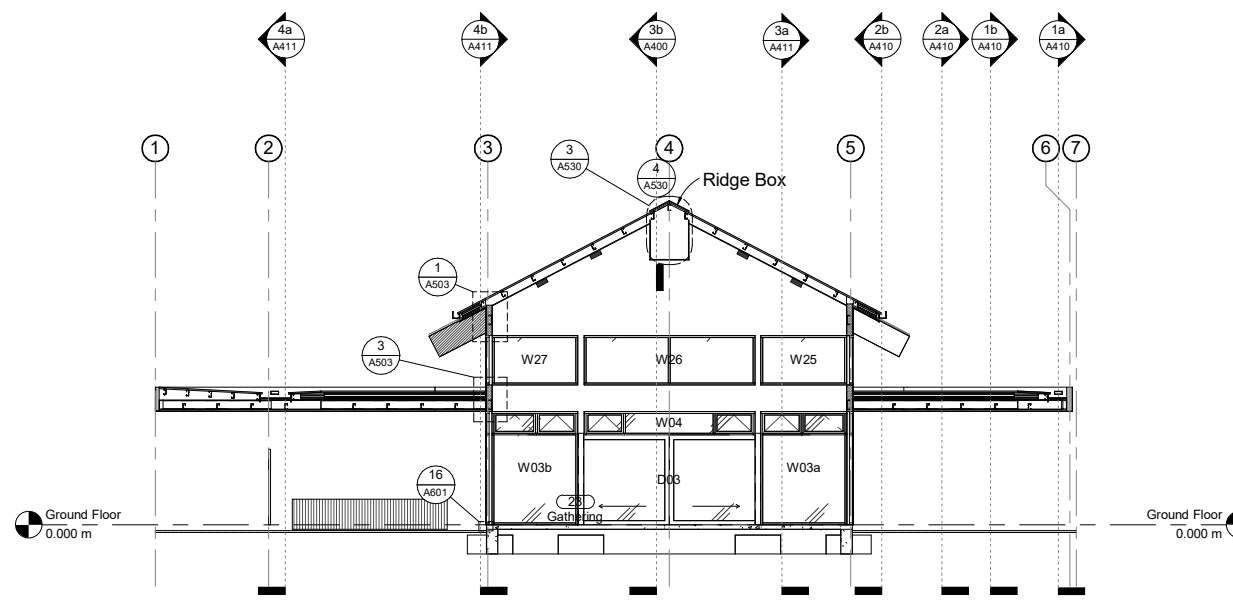 4a
A411
4b
A411
3b
A400
3a
A411
2b
A410
2a
A410
1b
A410
1a
A410
1
2
3
4
5
6
7
3
A530
4
A530
Ridge Box
1
A503
3
A503
W27
W26
W25
W04
W03b
D03
W03a
16
A601
23
Gathering
Ground Floor
0.000 m
Ground Floor
0.000 m